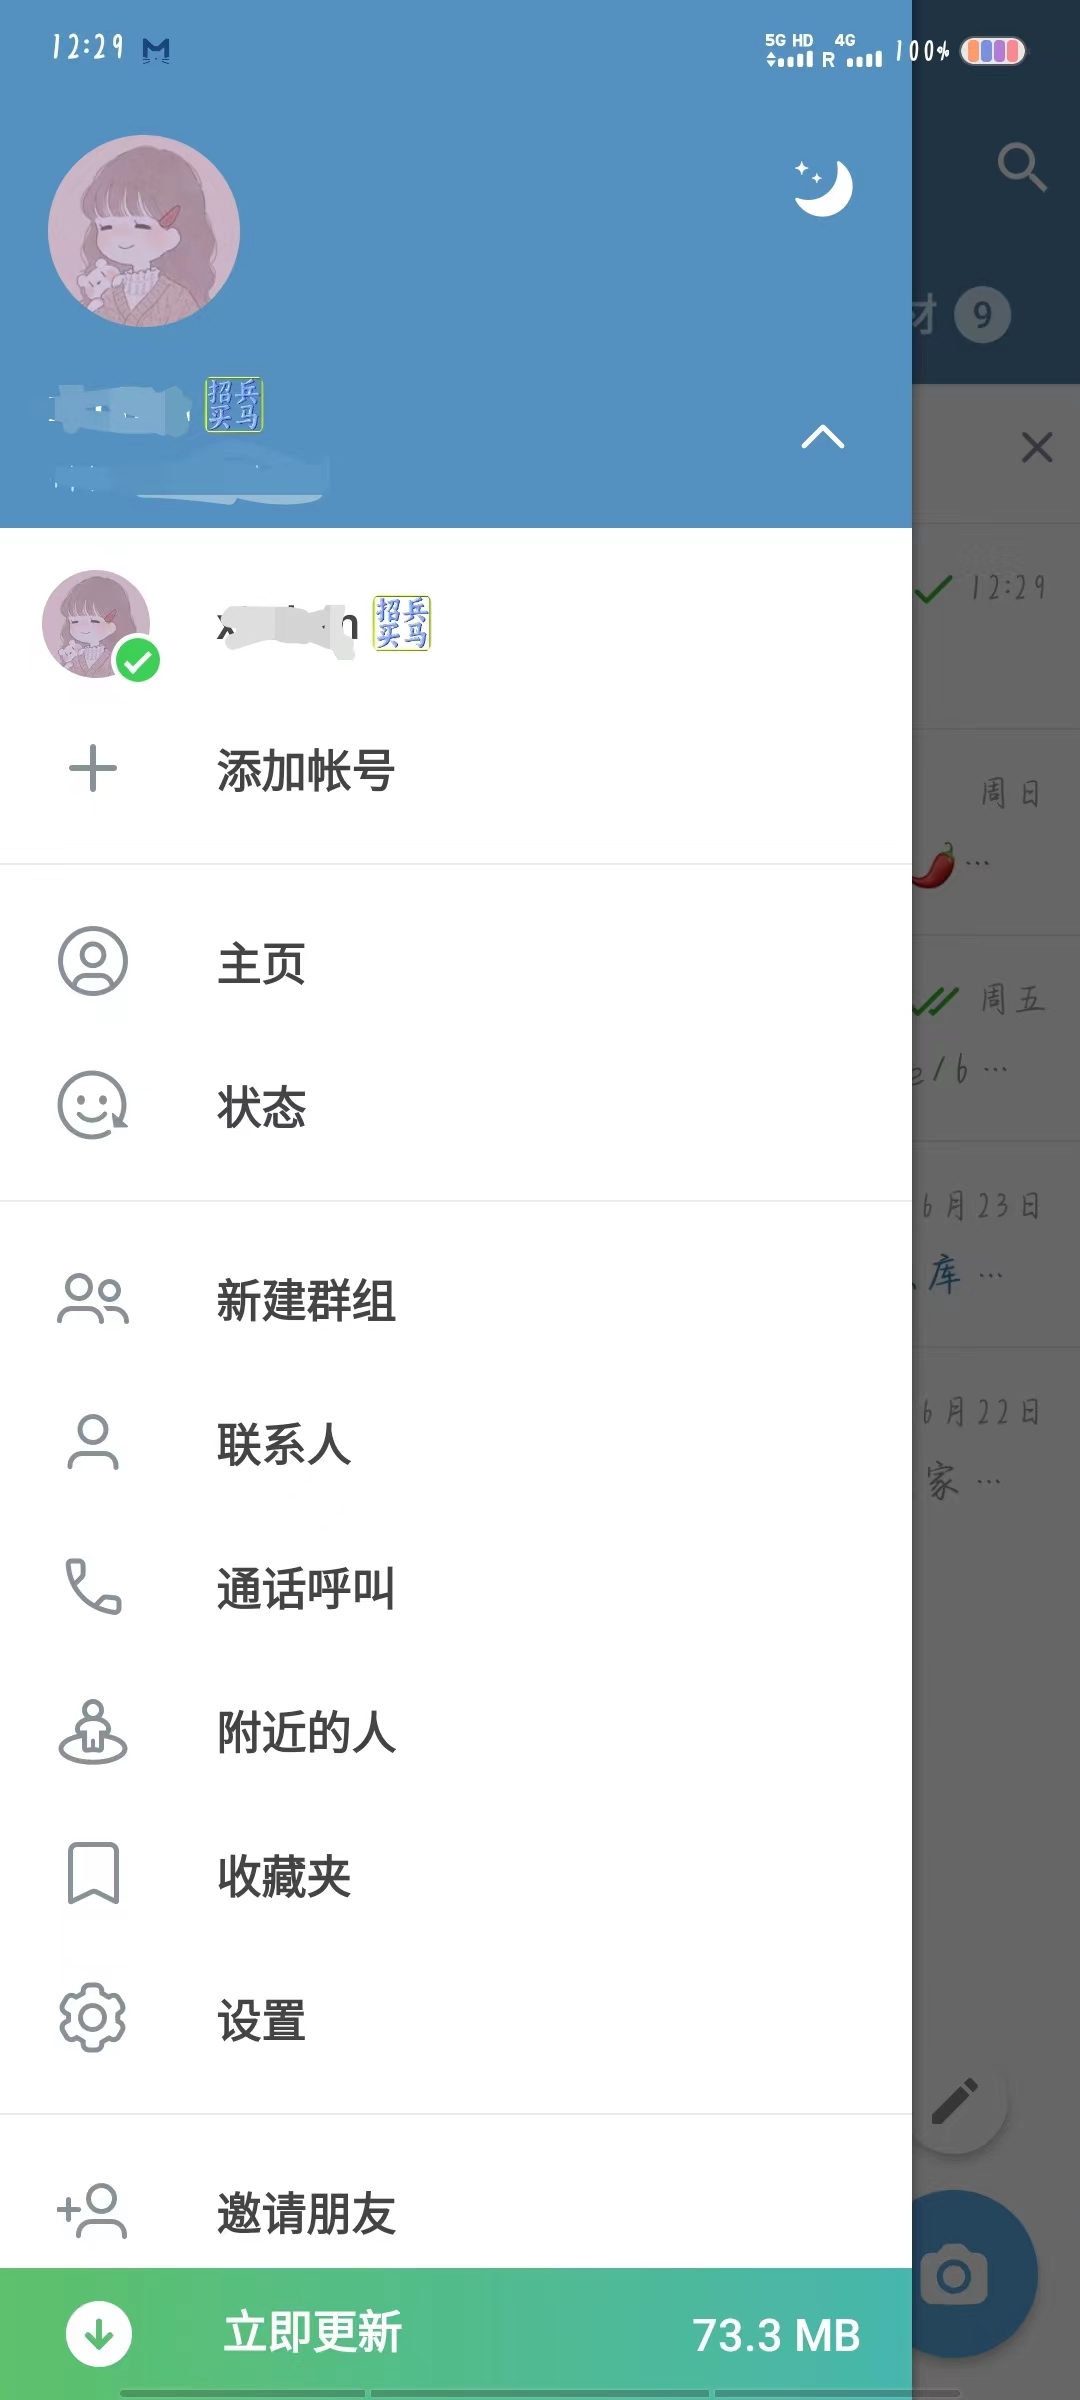 12:29
5G HD 4G R 100%
材 9
招兵买马
招兵买马
12:29
添加帐号
周日
…
主页
周五
e/6 …
状态
6月23日
库 …
新建群组
6月22日
联系人
家 …
通话呼叫
附近的人
收藏夹
设置
邀请朋友
立即更新 73.3 MB